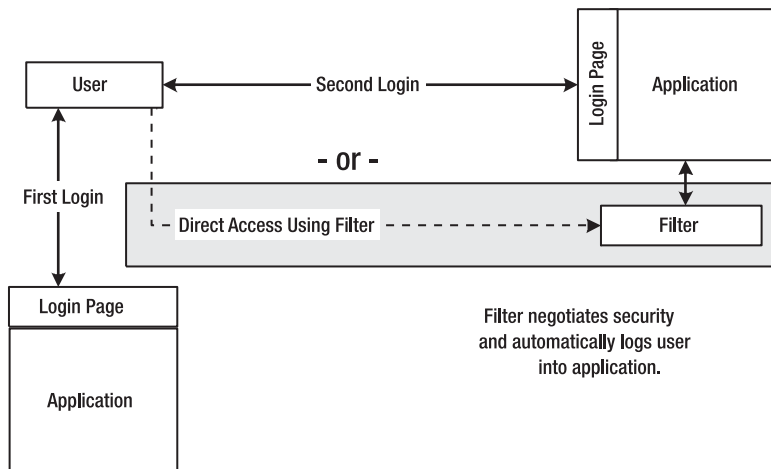 User
Second Login
Login Page
Application
- or -
First Login
Direct Access Using Filter
Filter
Login Page
Filter negotiates security
and automatically logs user
into application.
Application